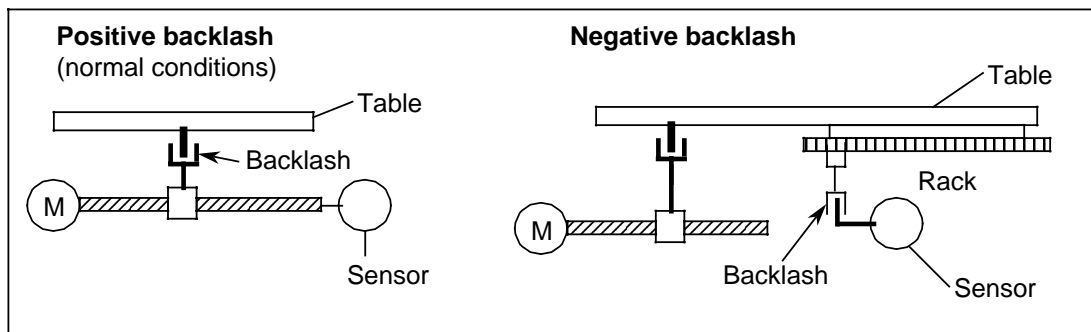 Positive backlash
(normal conditions)
Table
Backlash
M
Sensor
Negative backlash
Table
Rack
M
Backlash
Sensor